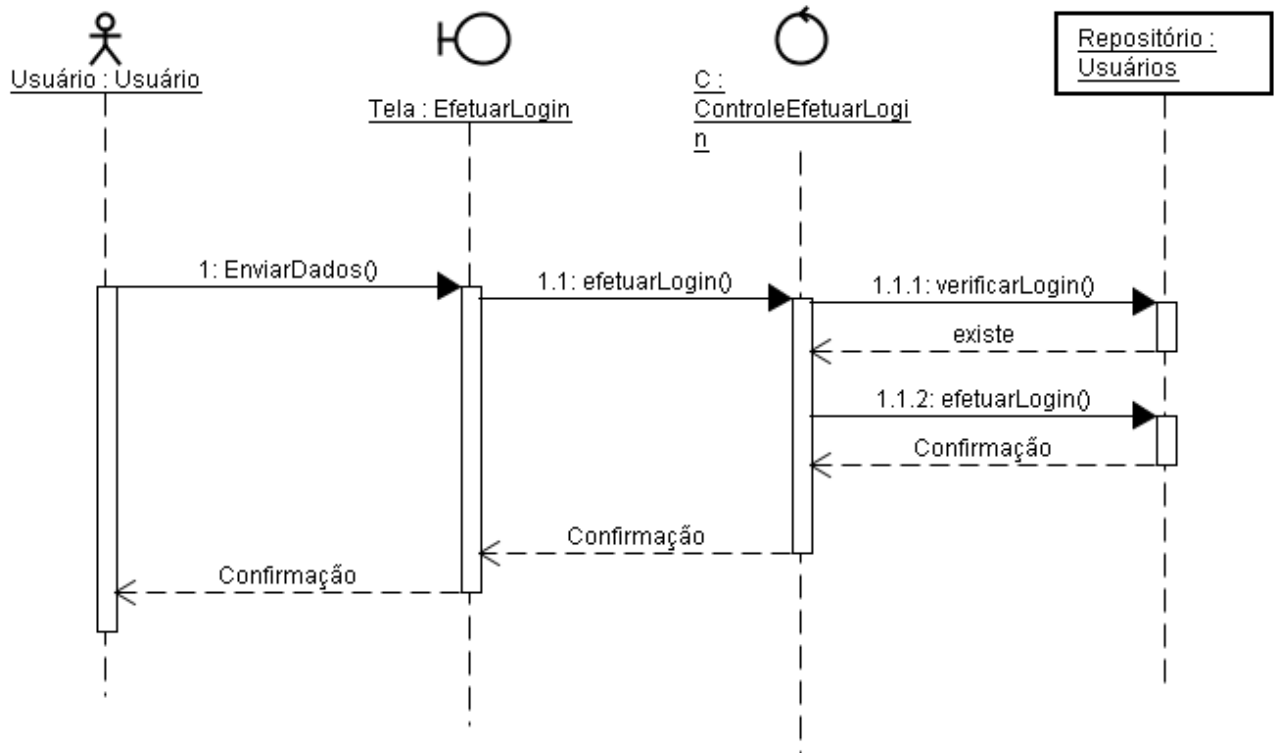 Usuário : Usuário
Tela : EfetuarLogin
C :
ControleEfetuarLogi
n
Repositório :
Usuários
1: EnviarDados()
1.1: efetuarLogin()
1.1.1: verificarLogin()
existe
1.1.2: efetuarLogin()
Confirmação
Confirmação
Confirmação